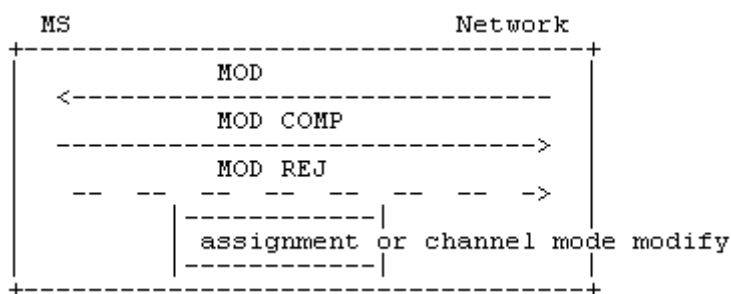 MS Network
MOD
MOD COMP
MOD REJ
assignment or channel mode modify